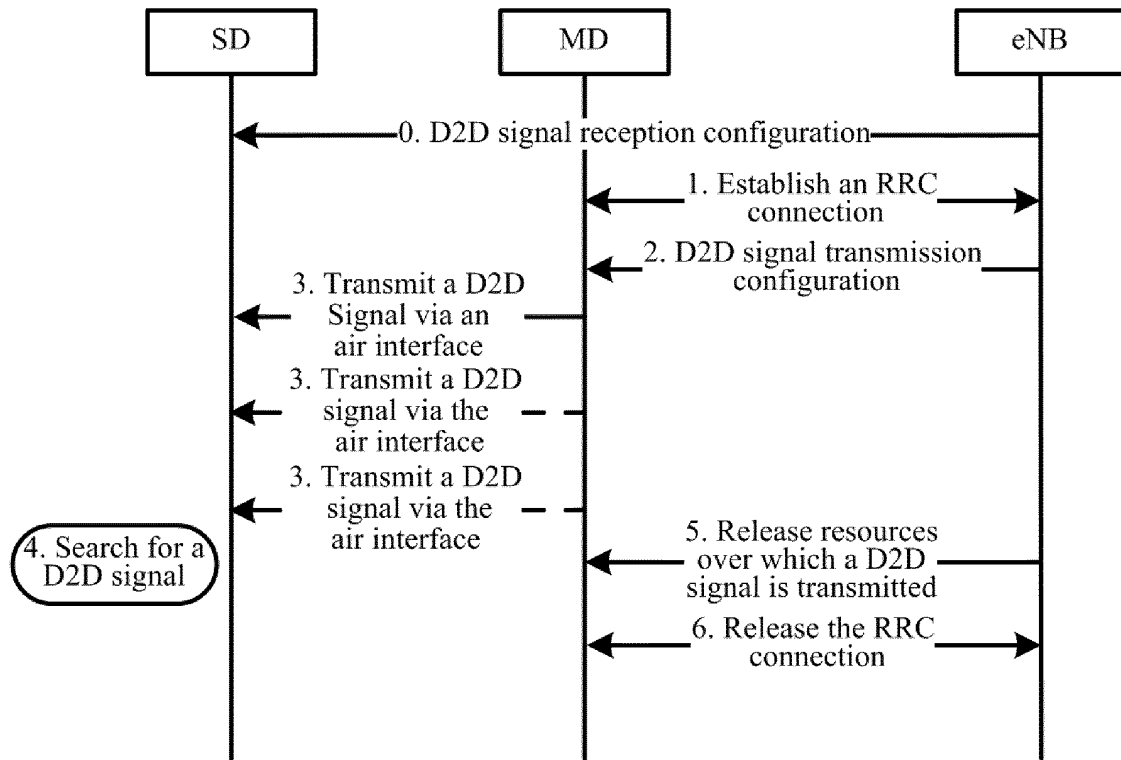 SD
MD
eNB
0. D2D signal reception configuration
1. Establish an RRC
connection
2. D2D signal transmission
configuration
3. Transmit a D2D
Signal via an
air interface
3. Transmit a D2D
signal via the
air interface
3. Transmit a D2D
signal via the
air interface
4. Search for a
D2D signal
5. Release resources
over which a D2D
signal is transmitted
6. Release the RRC
connection